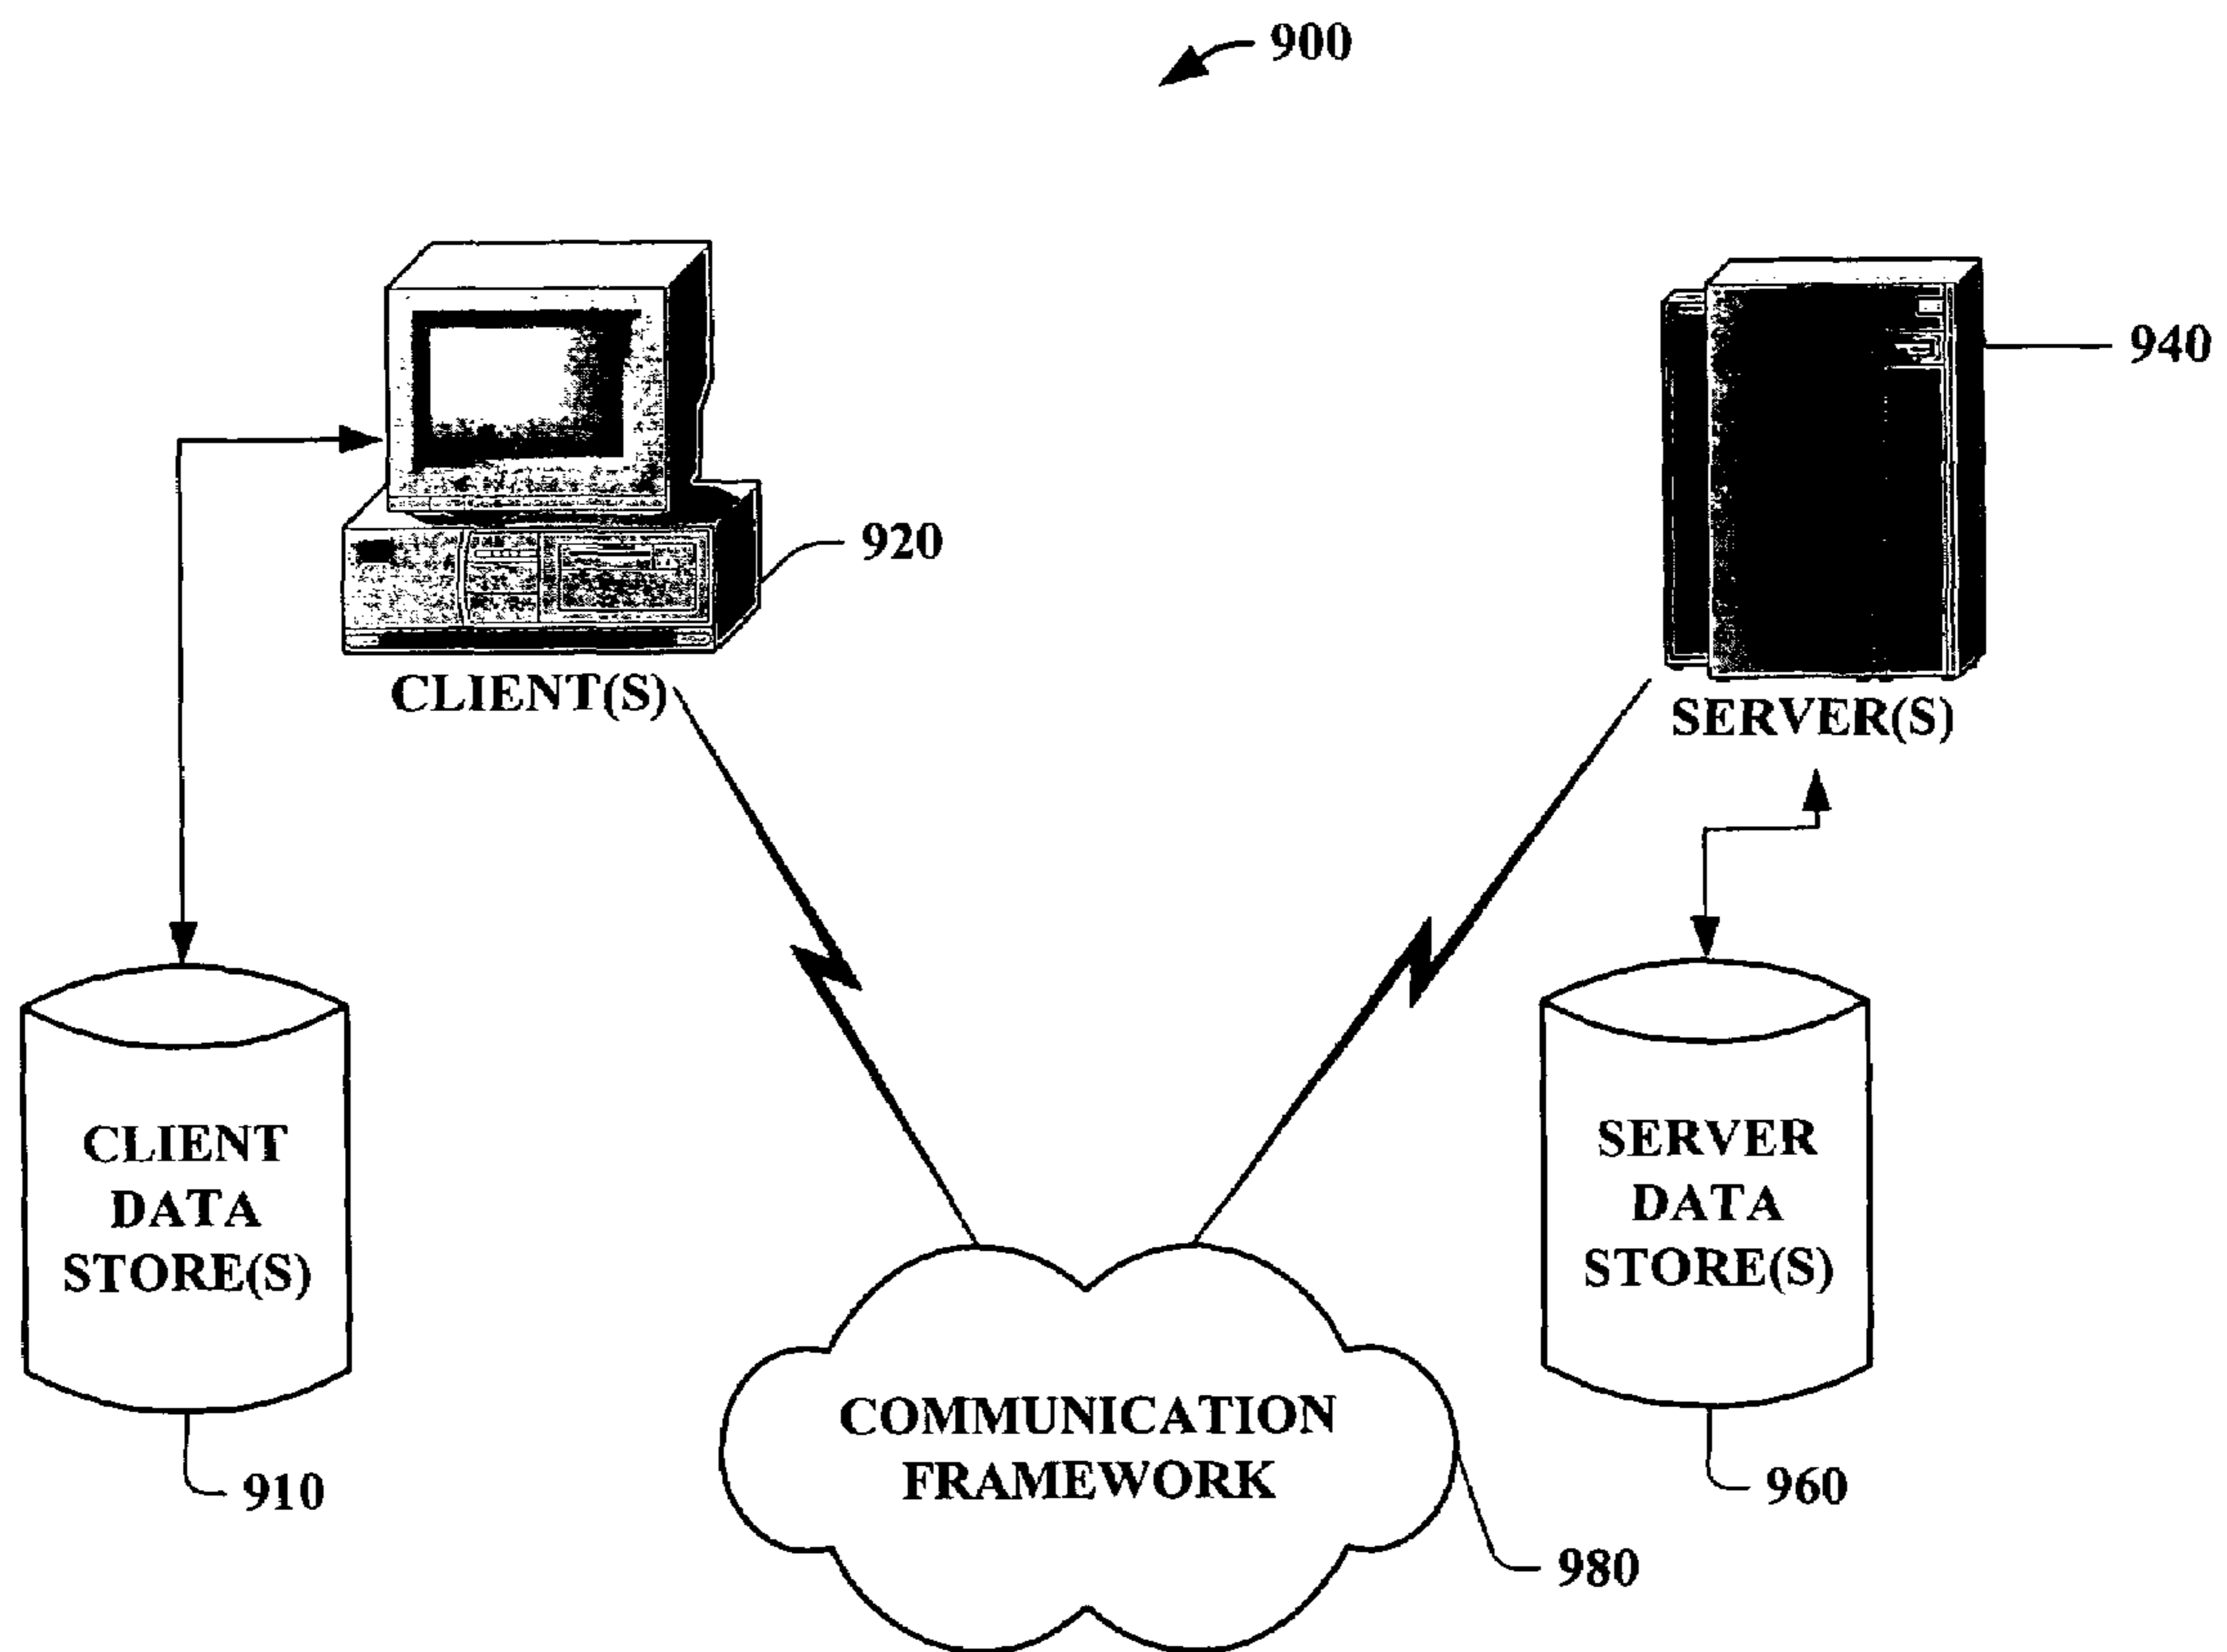 900
940
920
CLIENT(S)
SERVER(S)
CLIENT
DATA
STORE(S)
SERVER
DATA
STORE(S)
COMMUNICATION
FRAMEWORK
910
960
980